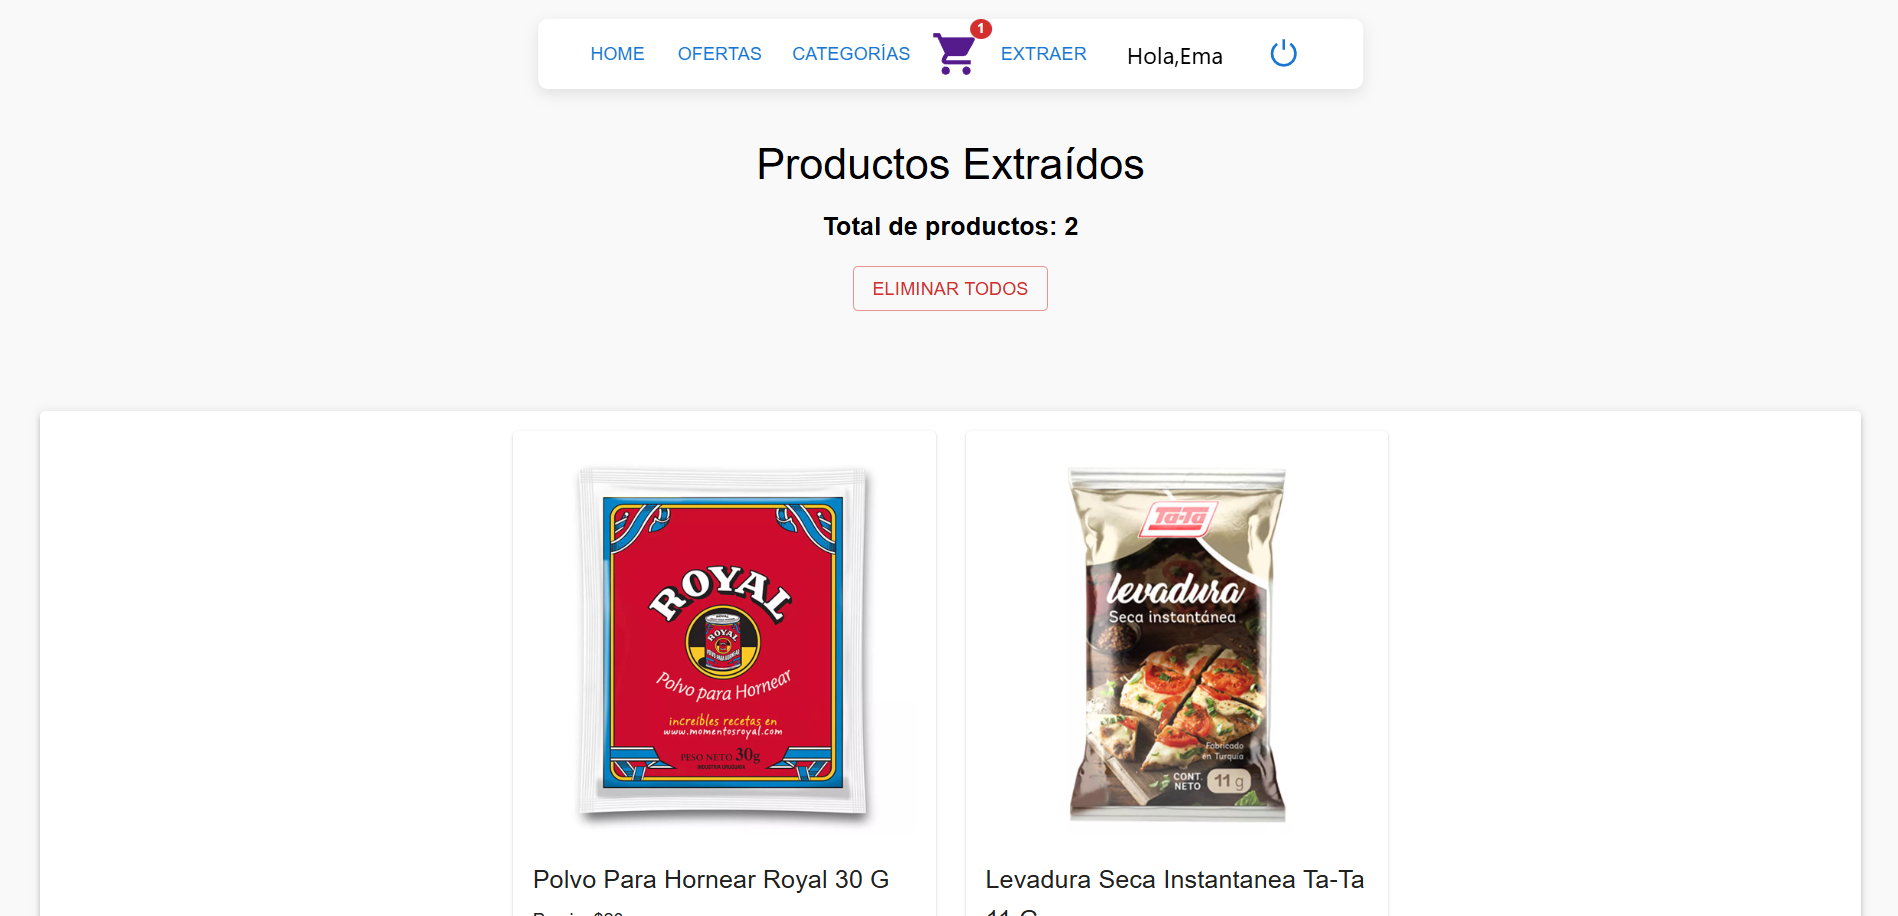 HOME OFERTAS CATEGORÍAS 1 EXTRAER Hola,Ema
Productos Extraídos
Total de productos: 2
ELIMINAR TODOS
ROYAL
ROYAL
Polvo para Hornear
increíbles recetas en
www.momentosroyal.com
PESO NETO 30g
INDUSTRIA URUGUAYA
Polvo Para Hornear Royal 30 G
Ta-Ta
levadura
Seca instantánea
Fabricado
en Turquía
CONT.
NETO 11 g
Levadura Seca Instantanea Ta-Ta